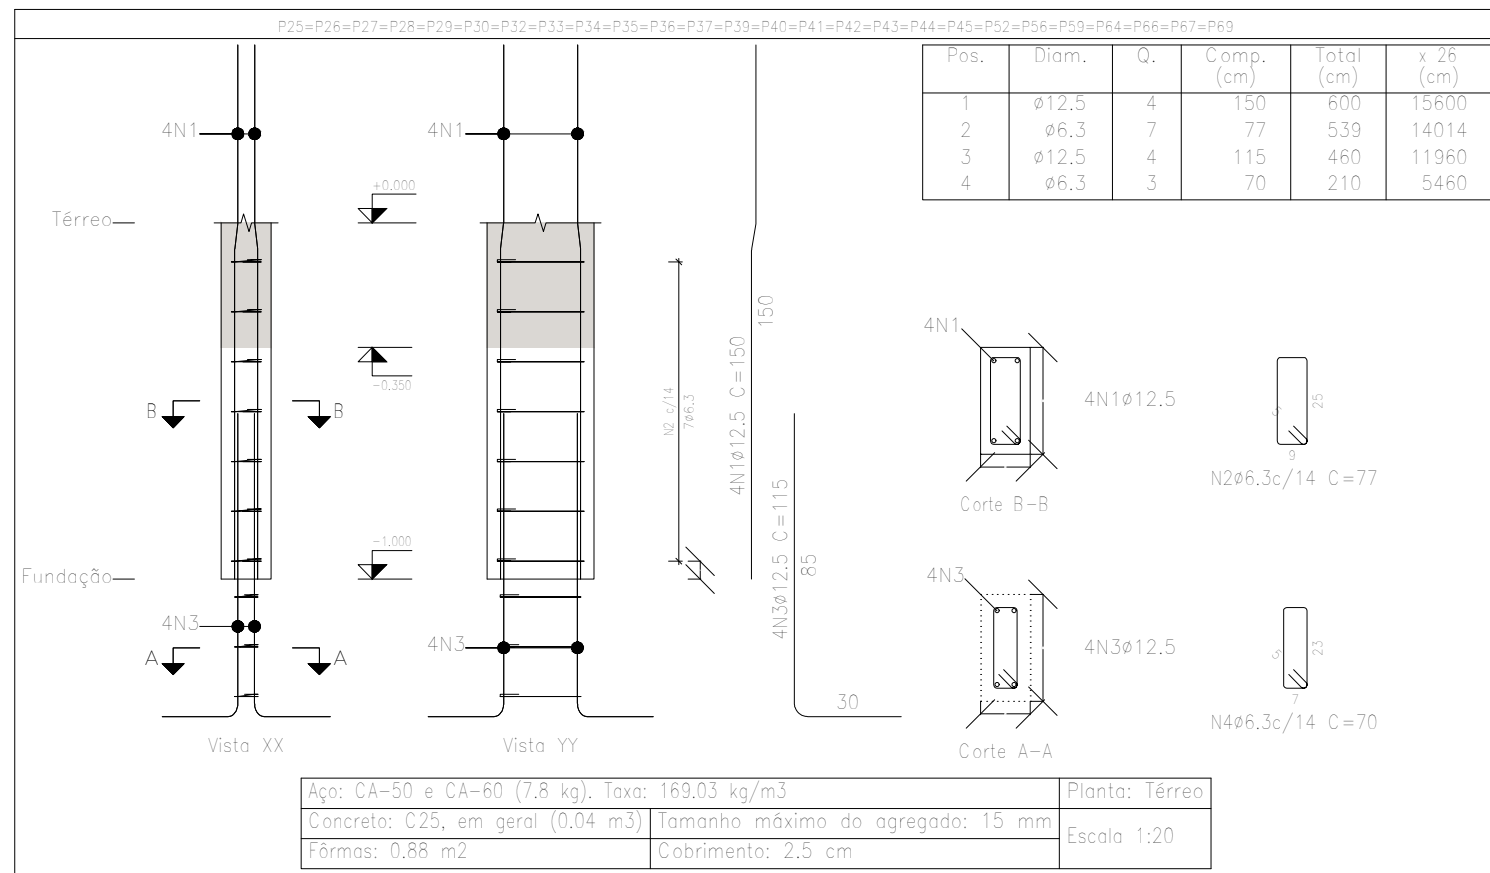 P25=P26=P27=P28=P29=P30=P32=P33=P34=P35=P36=P37=P39=P40=P41=P42=P43=P44=P45=P52=P56=P59=P64=P66=P67=P69
Pos. Diam. Q. Comp. (cm) Total (cm) x 26 (cm)
1 ø12.5 4 150 600 15600
2 ø6.3 7 77 539 14014
3 ø12.5 4 115 460 11960
4 ø6.3 3 70 210 5460
4N1
4N1
+0.000
Térreo
-0.350
B B
-1.000
Fundação
4N3
4N3
A A
Vista XX
Vista YY
N2 c/14
7ø6.3
4N1ø12.5 C=150
150
4N3ø12.5 C=115
85
30
4N1
4N1ø12.5
Corte B-B
5
25
9
N2ø6.3c/14 C=77
4N3
4N3ø12.5
Corte A-A
5
23
7
N4ø6.3c/14 C=70
Aço: CA-50 e CA-60 (7.8 kg). Taxa: 169.03 kg/m3
Planta: Térreo
Concreto: C25, em geral (0.04 m3)
Tamanho máximo do agregado: 15 mm
Escala 1:20
Fôrmas: 0.88 m2
Cobrimento: 2.5 cm